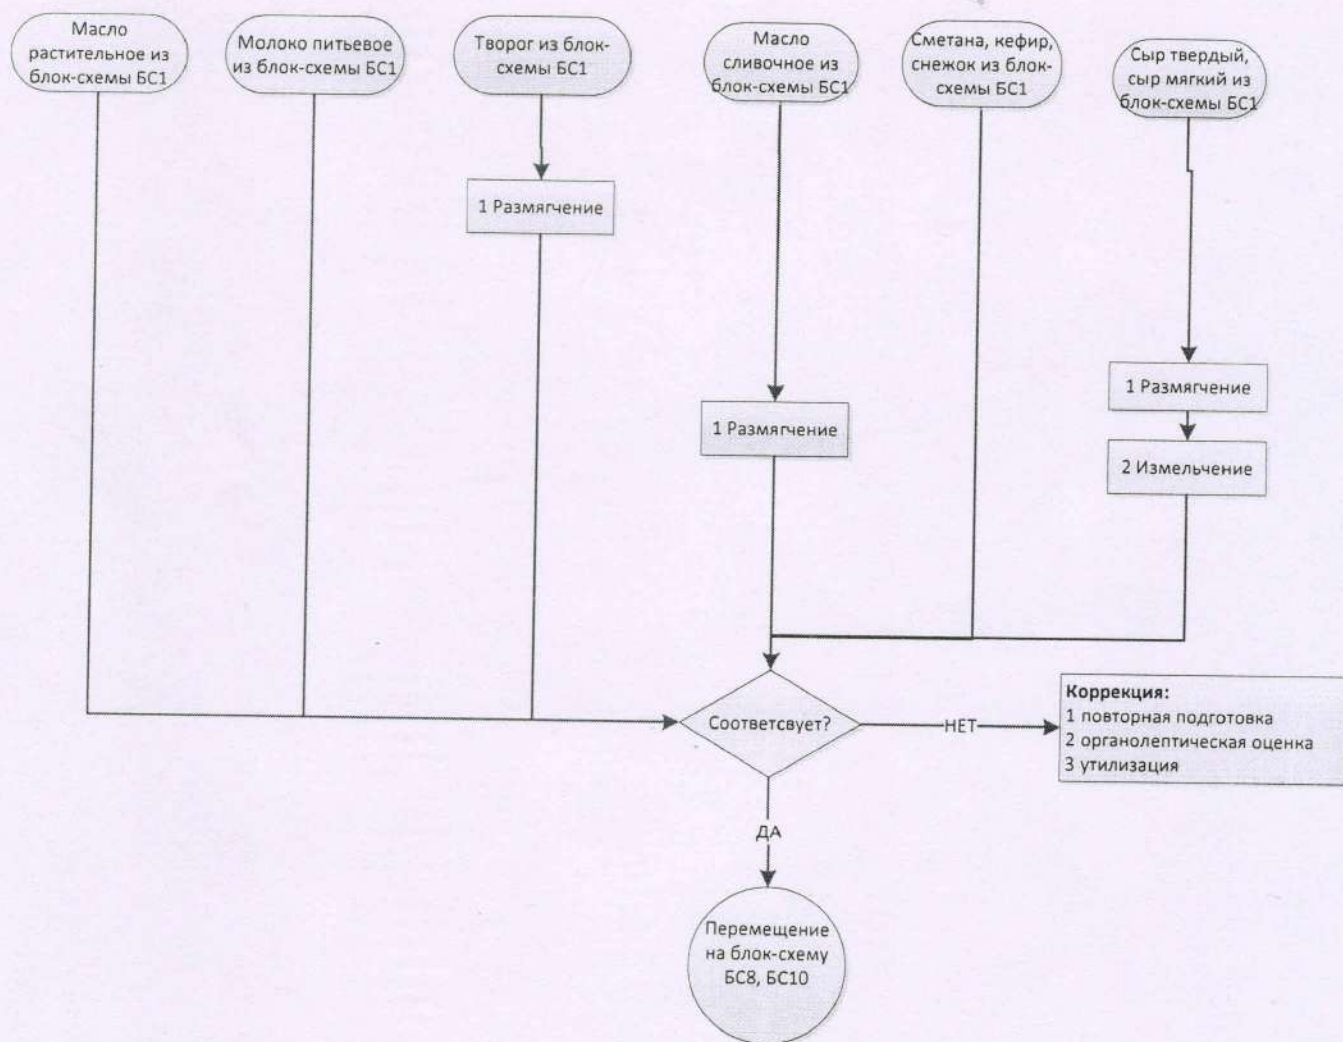 Масло
растительное из
блок-схемы БС1
Молоко питьевое
из блок-схемы БС1
Творог из блок-
схемы БС1
Масло
сливочное из
блок-схемы БС1
Сметана, кефир,
снежок из блок-
схемы БС1
Сыр твердый,
сыр мягкий из
блок-схемы БС1
1 Размягчение
1 Размягчение
1 Размягчение
2 Измельчение
Соответсвует?
НЕТ
Коррекция:
1 повторная подготовка
2 органолептическая оценка
3 утилизация
ДА
Перемещение
на блок-схему
БС8, БС10